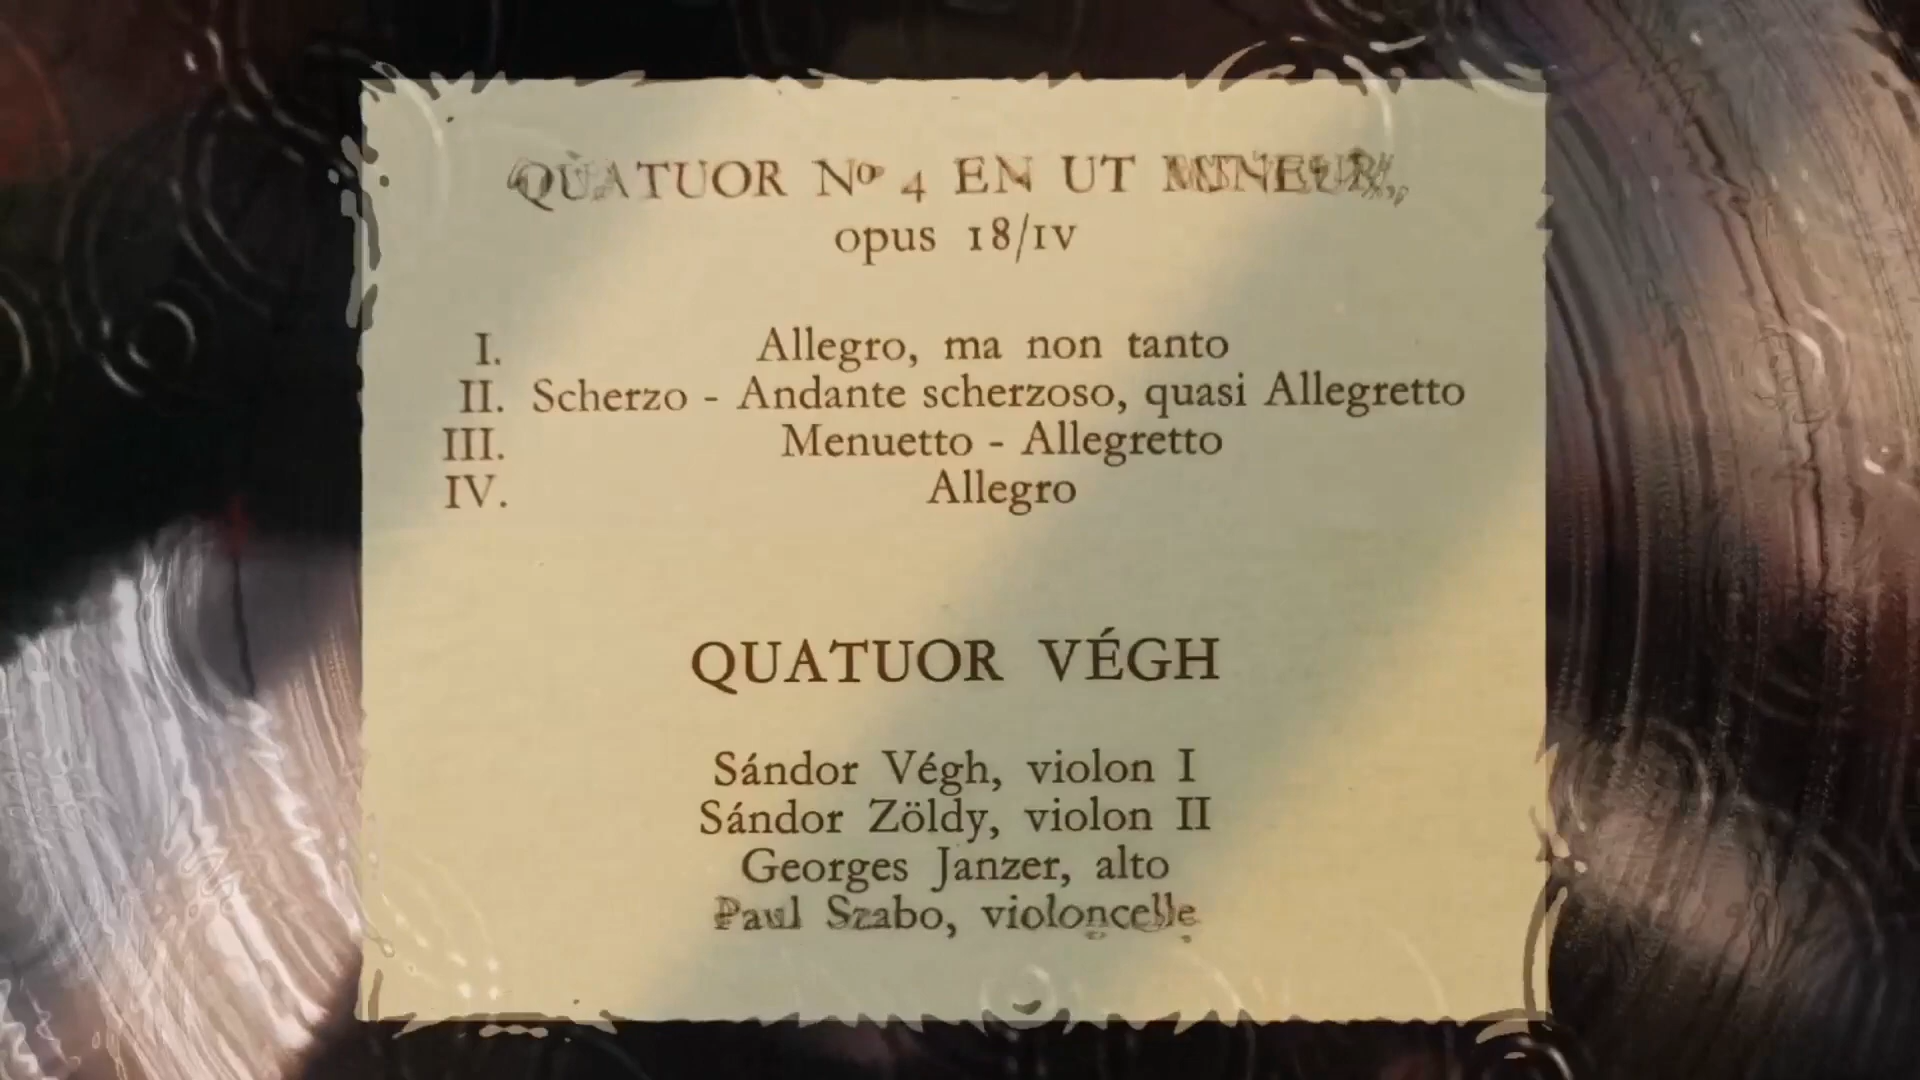 QUATUOR Nº 4 EN UT MINEUR,
opus 18/IV
I. Allegro, ma non tanto
II. Scherzo - Andante scherzoso, quasi Allegretto
III. Menuetto - Allegretto
IV. Allegro
QUATUOR VÉGH
Sándor Végh, violon I
Sándor Zöldy, violon II
Georges Janzer, alto
Paul Szabo, violoncelle